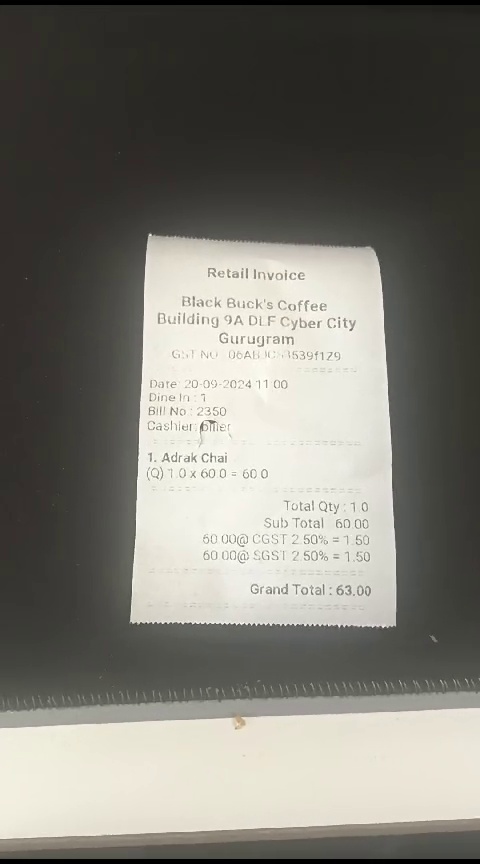 Retail Invoice
Black Buck's Coffee
Building 9A DLF Cyber City
Gurugram
GST NO
Date: 20-09-2024 11:00
Dine In : 1
Bill No : 2350
Cashier: biller
1. Adrak Chai
(Q) 1.0 x 60.0 = 60.0
Total Qty : 1.0
Sub Total 60.00
60.00@ CGST 2.50% = 1.50
60.00@ SGST 2.50% = 1.50
Grand Total : 63.00